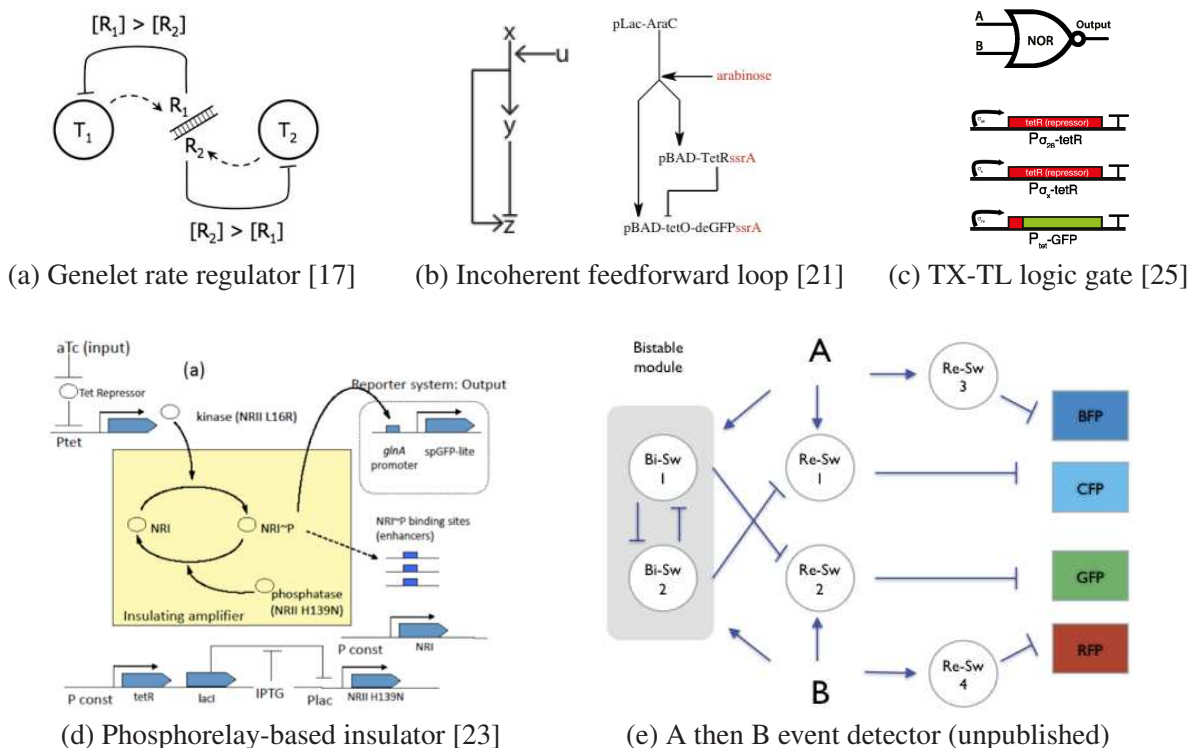 [R₁] > [R₂]
T₁
R₁
R₂
T₂
[R₂] > [R₁]
(a) Genelet rate regulator [17]
x
u
y
z
pLac-AraC
arabinose
pBAD-TetRssrA
pBAD-tetO-deGFPssrA
(b) Incoherent feedforward loop [21]
A
B
NOR
Output
tetR (repressor)
Pσ₂₈-tetR
tetR (repressor)
Pσₓ-tetR
Ptet-GFP
(c) TX-TL logic gate [25]
aTc (input)
(a)
Tet Repressor
Ptet
kinase (NRII L16R)
Reporter system: Output
glnA
promoter
spGFP-lite
NRI
NRI~P
NRI~P binding sites
(enhancers)
phosphatase
(NRII H139N)
Insulating amplifier
P const
NRI
P const
tetR
lacI
IPTG
Plac
NRII H139N
(d) Phosphorelay-based insulator [23]
Bistable
module
A
Re-Sw
3
BFP
Bi-Sw
1
Re-Sw
1
CFP
Bi-Sw
2
Re-Sw
2
GFP
B
Re-Sw
4
RFP
(e) A then B event detector (unpublished)